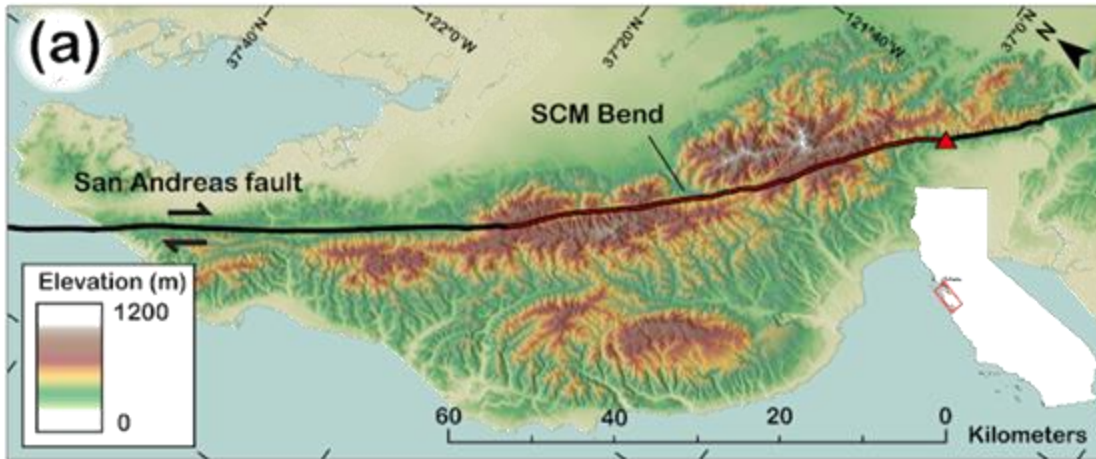 (a)
37°40'N
122°0'W
37°20'N
121°40'W
37°0'N
N
SCM Bend
San Andreas fault
Elevation (m)
1200
0
60
40
20
0
Kilometers